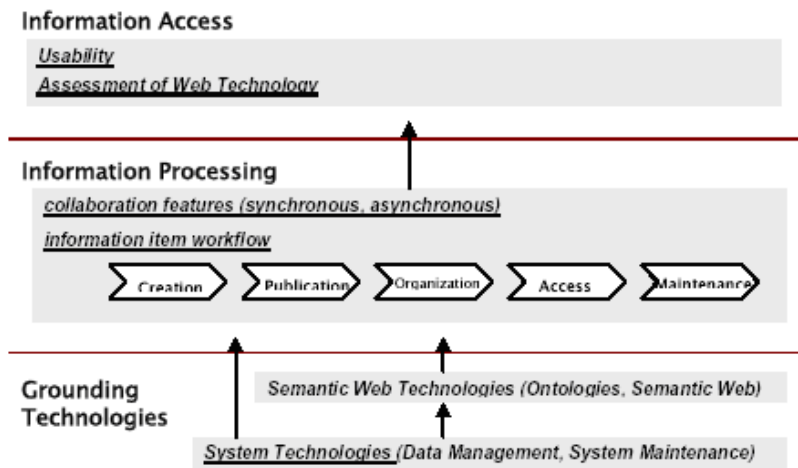 Information Access
Usability
Assessment of Web Technology
Information Processing
collaboration features (synchronous, asynchronous)
information item workflow
Creation
Publication
Organization
Access
Maintenance
Grounding
Technologies
Semantic Web Technologies (Ontologies, Semantic Web)
System Technologies (Data Management, System Maintenance)